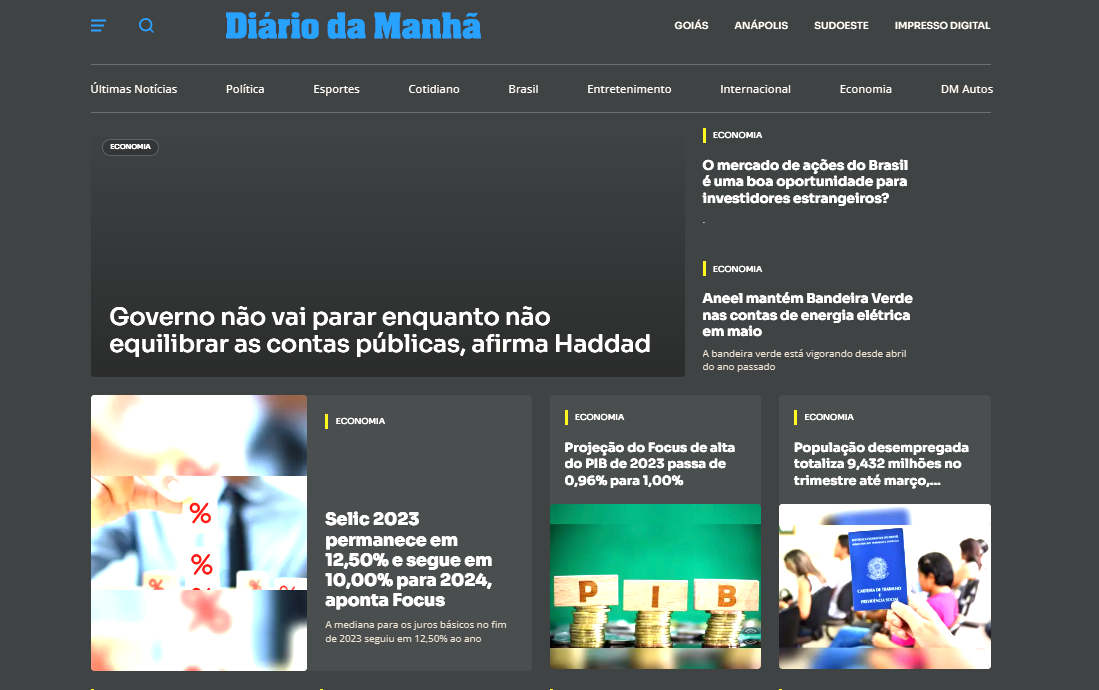 Diário da Manhã
GOIÁS ANÁPOLIS SUDOESTE IMPRESSO DIGITAL
Últimas Notícias Política Esportes Cotidiano Brasil Entretenimento Internacional Economia DM Autos
ECONOMIA
Governo não vai parar enquanto não
equilibrar as contas públicas, afirma Haddad
ECONOMIA
O mercado de ações do Brasil
é uma boa oportunidade para
investidores estrangeiros?
.
ECONOMIA
Aneel mantém Bandeira Verde
nas contas de energia elétrica
em maio
A bandeira verde está vigorando desde abril
do ano passado
%
%
% % %
%
ECONOMIA
Selic 2023
permanece em
12,50% e segue em
10,00% para 2024,
aponta Focus
A mediana para os juros básicos no fim
de 2023 seguiu em 12,50% ao ano
ECONOMIA
Projeção do Focus de alta
do PIB de 2023 passa de
0,96% para 1,00%
P I B
ECONOMIA
População desempregada
totaliza 9,432 milhões no
trimestre até março,...
CARTEIRA DE TRABALHO
E
PREVIDÊNCIA SOCIAL